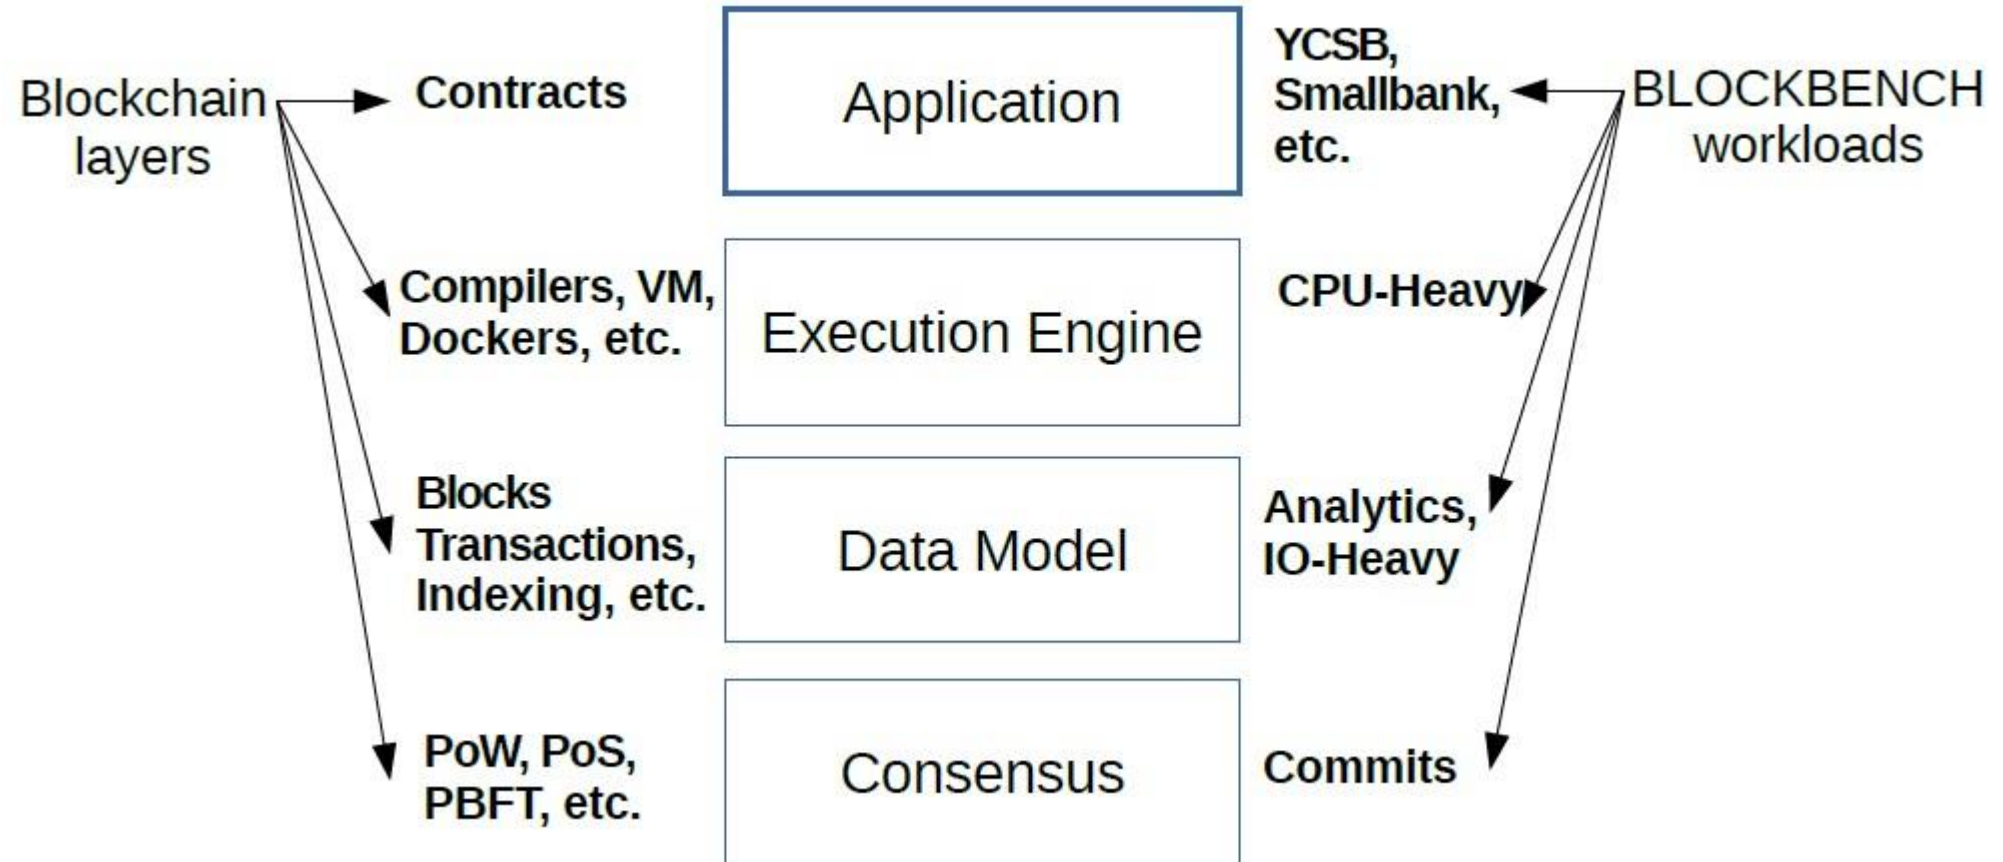 Blockchain
layers
Contracts
Application
YCSB,
Smallbank,
etc.
BLOCKBENCH
workloads
Compilers, VM,
Dockers, etc.
Execution Engine
CPU-Heavy
Blocks
Transactions,
Indexing, etc.
Data Model
Analytics,
IO-Heavy
PoW, PoS,
PBFT, etc.
Consensus
Commits